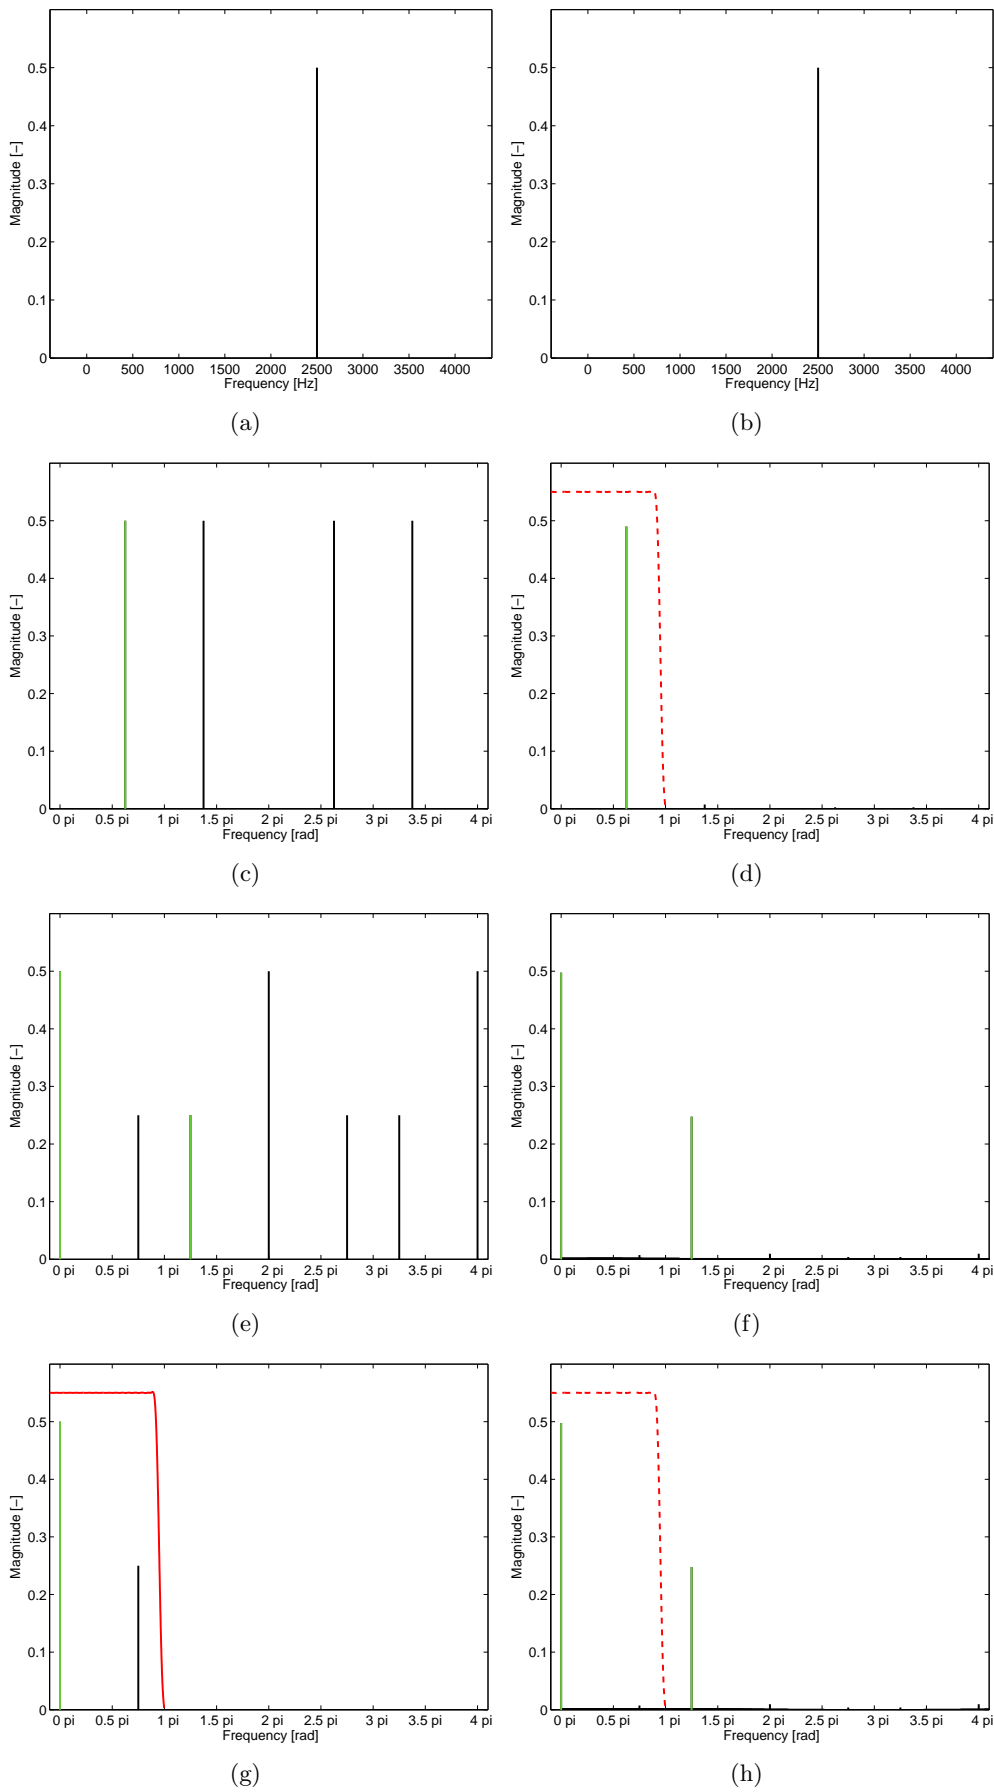 0.5 0.5
0.4 0.4
Magnitude [−] Magnitude [−]
0.3 0.3
0.2 0.2
0.1 0.1
0 0
0 500 1000 1500 2000 2500 3000 3500 4000 0 500 1000 1500 2000 2500 3000 3500 4000
Frequency [Hz] Frequency [Hz]
(a) (b)
0.5 0.5
0.4 0.4
Magnitude [−] Magnitude [−]
0.3 0.3
0.2 0.2
0.1 0.1
0 0
0 pi 0.5 pi 1 pi 1.5 pi 2 pi 2.5 pi 3 pi 3.5 pi 4 pi 0 pi 0.5 pi 1 pi 1.5 pi 2 pi 2.5 pi 3 pi 3.5 pi 4 pi
Frequency [rad] Frequency [rad]
(c) (d)
0.5 0.5
0.4 0.4
Magnitude [−] Magnitude [−]
0.3 0.3
0.2 0.2
0.1 0.1
0 0
0 pi 0.5 pi 1 pi 1.5 pi 2 pi 2.5 pi 3 pi 3.5 pi 4 pi 0 pi 0.5 pi 1 pi 1.5 pi 2 pi 2.5 pi 3 pi 3.5 pi 4 pi
Frequency [rad] Frequency [rad]
(e) (f)
0.5 0.5
0.4 0.4
Magnitude [−] Magnitude [−]
0.3 0.3
0.2 0.2
0.1 0.1
0 0
0 pi 0.5 pi 1 pi 1.5 pi 2 pi 2.5 pi 3 pi 3.5 pi 4 pi 0 pi 0.5 pi 1 pi 1.5 pi 2 pi 2.5 pi 3 pi 3.5 pi 4 pi
Frequency [rad] Frequency [rad]
(g) (h)